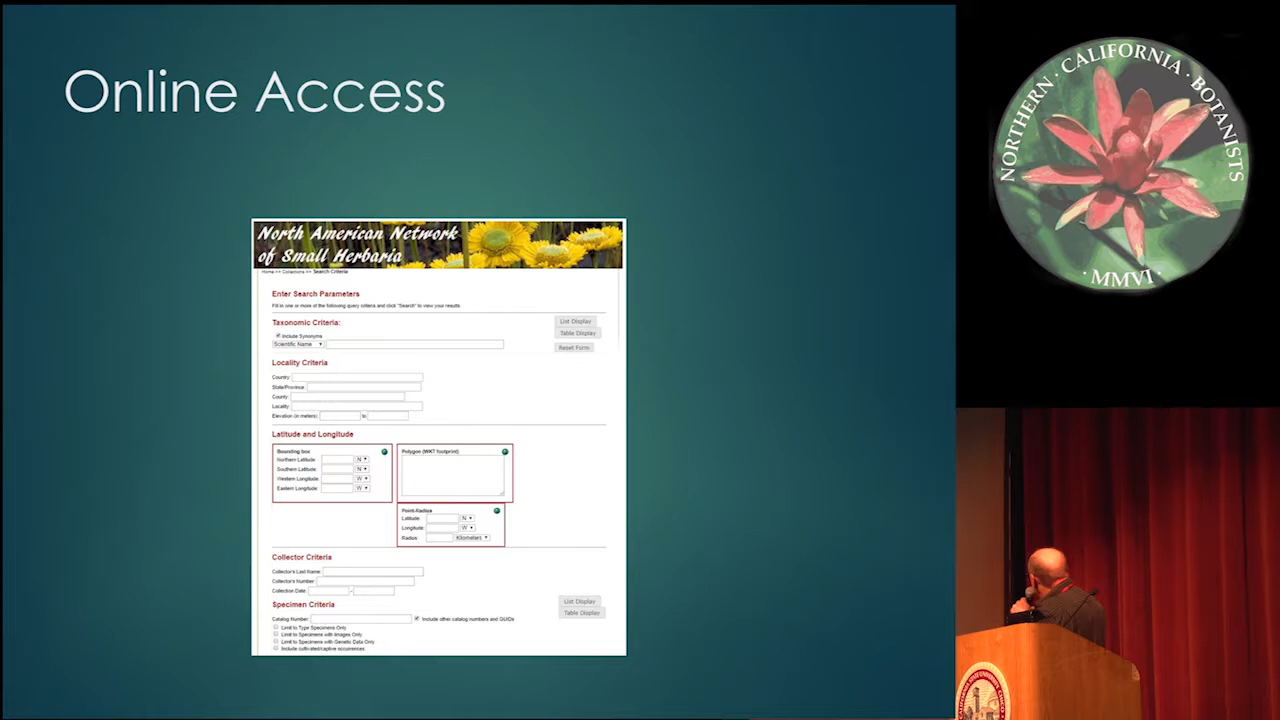 Online Access
North American Network
of Small Herbaria
Home >> Collections >> Search Criteria
Enter Search Parameters
Fill in one or more of the following query criteria and click "Search" to view your results.
Taxonomic Criteria:
List Display
Include Synonyms
Table Display
Scientific Name
Reset Form
Locality Criteria
Country:
State/Province:
County:
Locality:
Elevation (in meters): to
Latitude and Longitude
Bounding box
Northern Latitude: N
Southern Latitude: N
Western Longitude: W
Eastern Longitude: W
Polygon (WKT footprint)
Point-Radius
Latitude: N
Longitude: W
Radius: Kilometers
Collector Criteria
Collector's Last Name:
Collector's Number:
Collection Date: -
Specimen Criteria
List Display
Table Display
Catalog Number: Include other catalog numbers and GUIDs
Limit to Type Specimens Only
Limit to Specimens with Images Only
Limit to Specimens with Genetic Data Only
Include cultivated/captive occurrences
NORTHERN · CALIFORNIA · BOTANISTS
· MMVI ·
CALIFORNIA STATE UNIVERSITY, CHICO